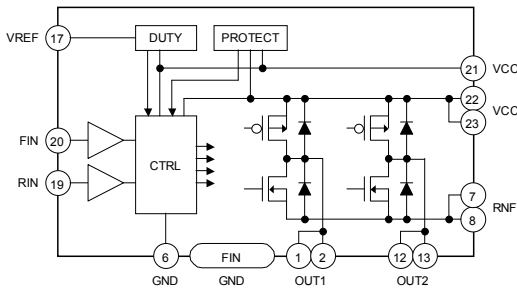 VREF 17 DUTY PROTECT
21 VCC
22 VCC
23
FIN 20
CTRL
RIN 19
7 RNF
8
6 FIN 1 2 12 13
GND GND OUT1 OUT2